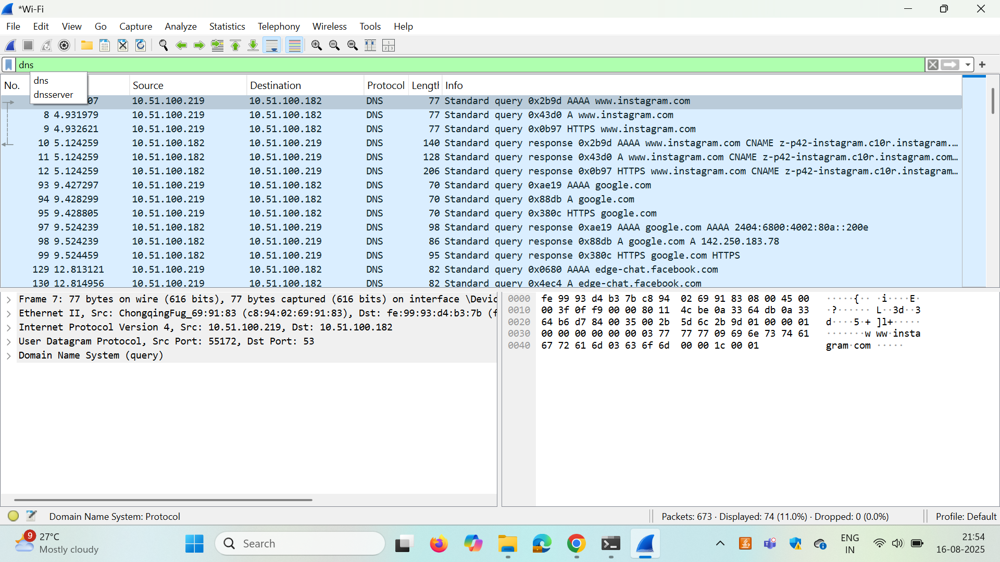 *Wi-Fi
File Edit View Go Capture Analyze Statistics Telephony Wireless Tools Help
dns
dns
dnsserver
No. Source Destination Protocol Length Info
07 10.51.100.219 10.51.100.182 DNS 77 Standard query 0x2b9d AAAA www.instagram.com
8 4.931979 10.51.100.219 10.51.100.182 DNS 77 Standard query 0x43d0 A www.instagram.com
9 4.932621 10.51.100.219 10.51.100.182 DNS 77 Standard query 0x0b97 HTTPS www.instagram.com
10 5.124259 10.51.100.182 10.51.100.219 DNS 140 Standard query response 0x2b9d AAAA www.instagram.com CNAME z-p42-instagram.c10r.instagram.…
11 5.124259 10.51.100.182 10.51.100.219 DNS 128 Standard query response 0x43d0 A www.instagram.com CNAME z-p42-instagram.c10r.instagram.com…
12 5.124259 10.51.100.182 10.51.100.219 DNS 206 Standard query response 0x0b97 HTTPS www.instagram.com CNAME z-p42-instagram.c10r.instagram…
93 9.427297 10.51.100.219 10.51.100.182 DNS 70 Standard query 0xae19 AAAA google.com
94 9.428299 10.51.100.219 10.51.100.182 DNS 70 Standard query 0x88db A google.com
95 9.428805 10.51.100.219 10.51.100.182 DNS 70 Standard query 0x380c HTTPS google.com
97 9.524239 10.51.100.182 10.51.100.219 DNS 98 Standard query response 0xae19 AAAA google.com AAAA 2404:6800:4002:80a::200e
98 9.524239 10.51.100.182 10.51.100.219 DNS 86 Standard query response 0x88db A google.com A 142.250.183.78
99 9.524459 10.51.100.182 10.51.100.219 DNS 95 Standard query response 0x380c HTTPS google.com HTTPS
129 12.813121 10.51.100.219 10.51.100.182 DNS 82 Standard query 0x0680 AAAA edge-chat.facebook.com
130 12.814956 10.51.100.219 10.51.100.182 DNS 82 Standard query 0x4ec4 A edge-chat.facebook.com
Frame 7: 77 bytes on wire (616 bits), 77 bytes captured (616 bits) on interface \Devic
Ethernet II, Src: ChongqingFug_69:91:83 (c8:94:02:69:91:83), Dst: fe:99:93:d4:b3:7b (f
Internet Protocol Version 4, Src: 10.51.100.219, Dst: 10.51.100.182
User Datagram Protocol, Src Port: 55172, Dst Port: 53
Domain Name System (query)
0000 fe 99 93 d4 b3 7b c8 94 02 69 91 83 08 00 45 00 ·····{·· ·i····E·
0010 00 3f 0f f9 00 00 80 11 4c be 0a 33 64 db 0a 33 ·?······ L··3d··3
0020 64 b6 d7 84 00 35 00 2b 5d 6c 2b 9d 01 00 00 01 d····5·+ ]l+·····
0030 00 00 00 00 00 00 03 77 77 77 09 69 6e 73 74 61 ·······w ww·insta
0040 67 72 61 6d 03 63 6f 6d 00 00 1c 00 01 gram·com ·····
Domain Name System: Protocol
Packets: 673 · Displayed: 74 (11.0%) · Dropped: 0 (0.0%)
Profile: Default
9
27°C
Mostly cloudy
Search
ENG
IN
21:54
16-08-2025